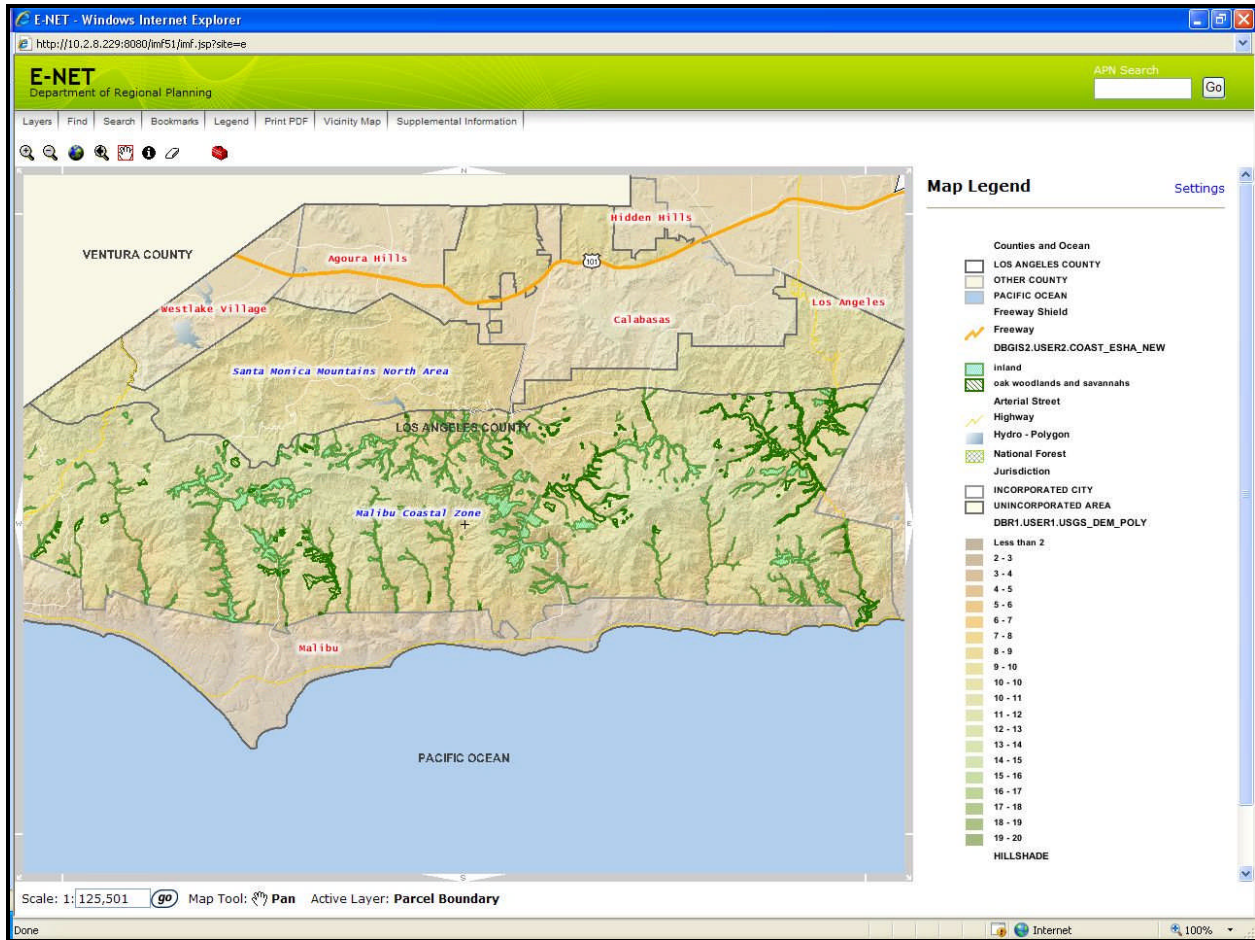 E-NET - Windows Internet Explorer
http://10.2.8.229:8080/imf51/imf.jsp?site=e
E-NET
Department of Regional Planning
APN Search
Go
Layers Find Search Bookmarks Legend Print PDF Vicinity Map Supplemental Information
N
VENTURA COUNTY
Hidden Hills
Agoura Hills
101
Westlake Village
Los Angeles
Calabasas
Santa Monica Mountains North Area
LOS ANGELES COUNTY
Malibu Coastal Zone
W
E
Malibu
PACIFIC OCEAN
S
Map Legend
Settings
Counties and Ocean
LOS ANGELES COUNTY
OTHER COUNTY
PACIFIC OCEAN
Freeway Shield
Freeway
DBGIS2.USER2.COAST_ESHA_NEW
inland
oak woodlands and savannahs
Arterial Street
Highway
Hydro - Polygon
National Forest
Jurisdiction
INCORPORATED CITY
UNINCORPORATED AREA
DBR1.USER1.USGS_DEM_POLY
Less than 2
2 - 3
3 - 4
4 - 5
5 - 6
6 - 7
7 - 8
8 - 9
9 - 10
10 - 10
10 - 11
11 - 12
12 - 13
13 - 14
14 - 15
15 - 16
16 - 17
17 - 18
18 - 19
19 - 20
HILLSHADE
Scale: 1: 125,501 go Map Tool: Pan Active Layer: Parcel Boundary
Done
Internet
100%